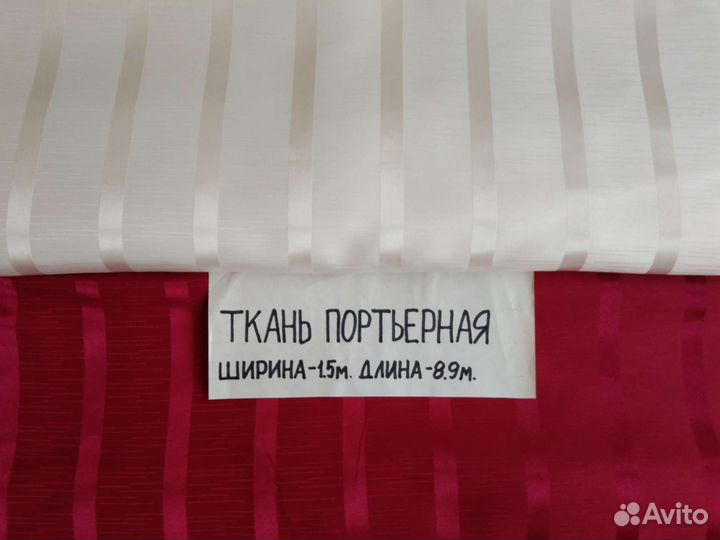 ТКАНЬ ПОРТЬЕРНАЯ
ШИРИНА-1.5м. ДЛИНА-8.9м.
Avito